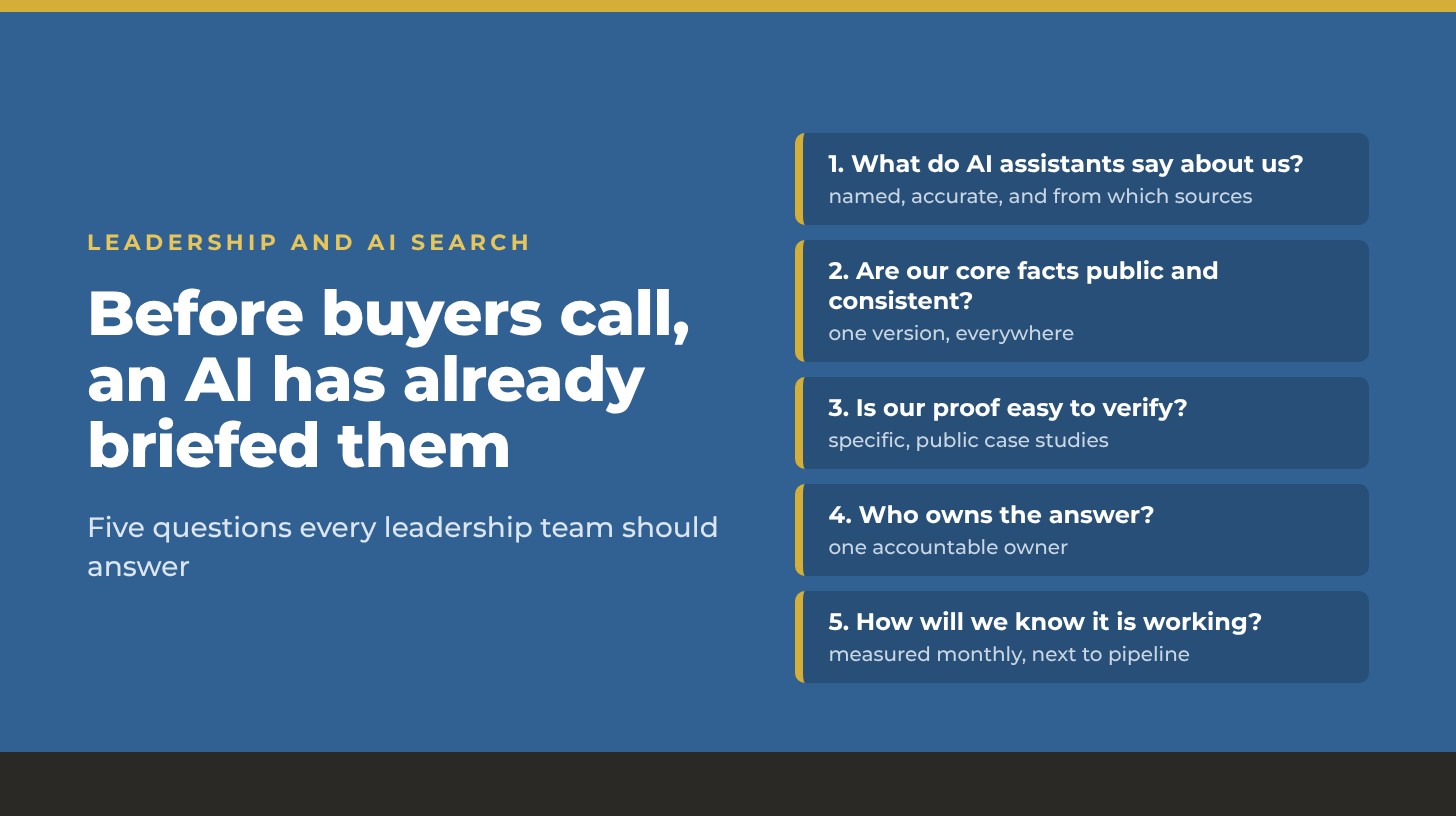 LEADERSHIP AND AI SEARCH
Before buyers call,
an AI has already
briefed them
Five questions every leadership team should
answer
1. What do AI assistants say about us?
named, accurate, and from which sources
2. Are our core facts public and
consistent?
one version, everywhere
3. Is our proof easy to verify?
specific, public case studies
4. Who owns the answer?
one accountable owner
5. How will we know it is working?
measured monthly, next to pipeline